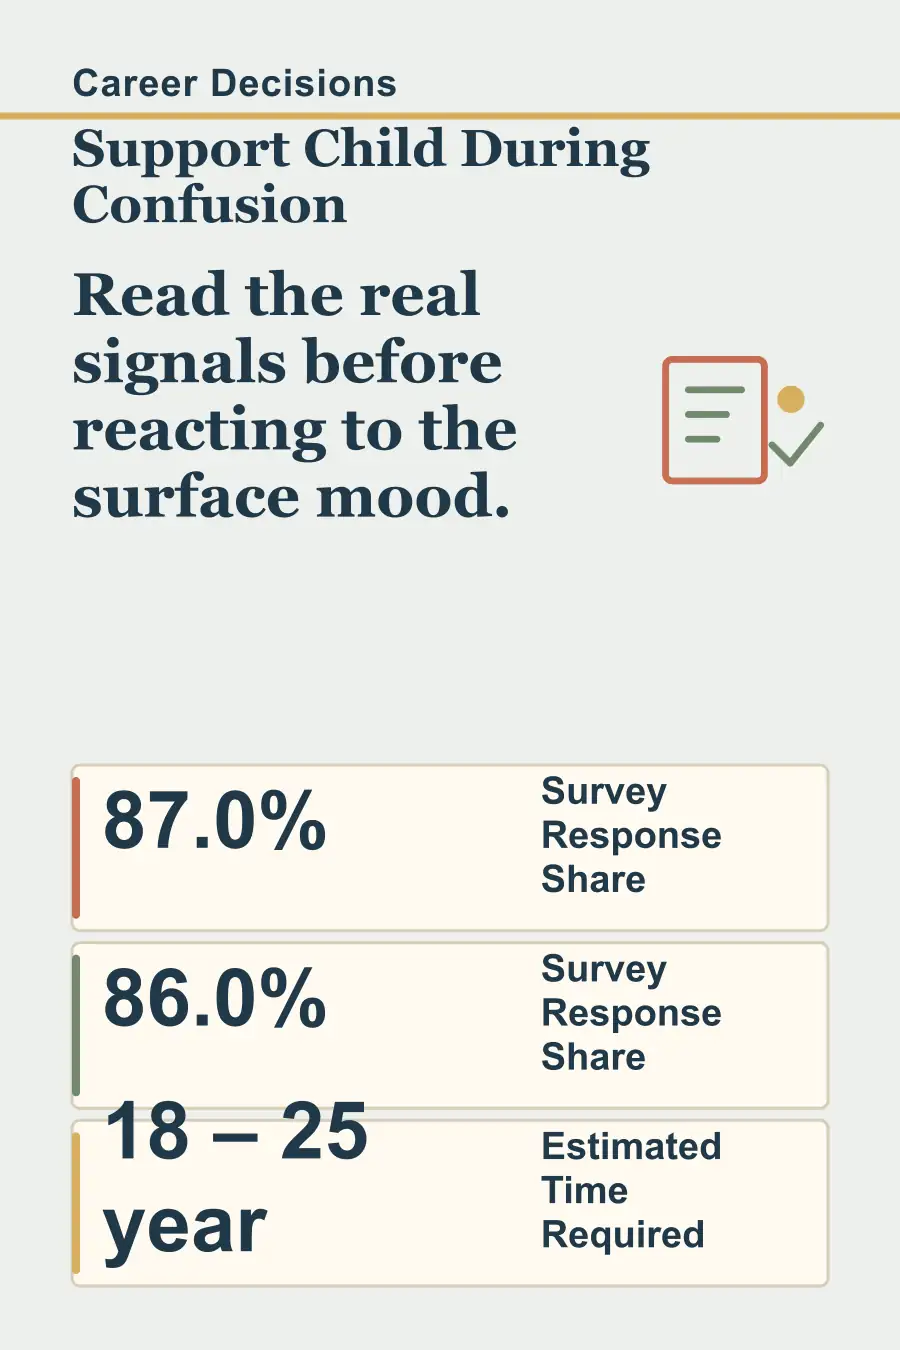 Career Decisions
Support Child During
Confusion
Read the real
signals before
reacting to the
surface mood.
87.0%
Survey
Response
Share
86.0%
Survey
Response
Share
18 – 25
year
Estimated
Time
Required